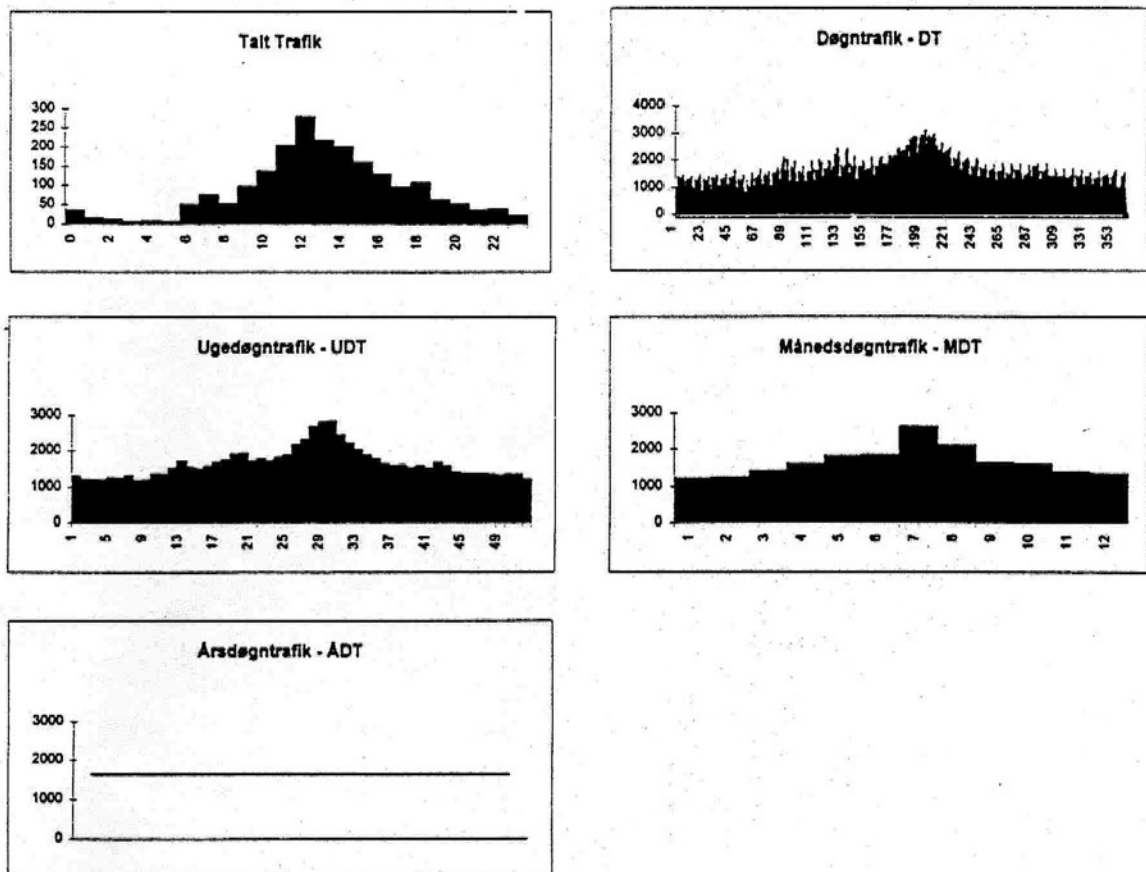 Talt Trafik
300
250
200
150
100
50
0
0 2 4 6 8 10 12 14 16 18 20 22
Døgntrafik - DT
4000
3000
2000
1000
0
1 23 45 67 89 111 133 155 177 199 221 243 265 287 309 331 353
Ugedøgntrafik - UDT
3000
2000
1000
0
1 5 9 13 17 21 25 29 33 37 41 45 49
Månedsdøgntrafik - MDT
3000
2000
1000
0
1 2 3 4 5 6 7 8 9 10 11 12
Årsdøgntrafik - ÅDT
3000
2000
1000
0